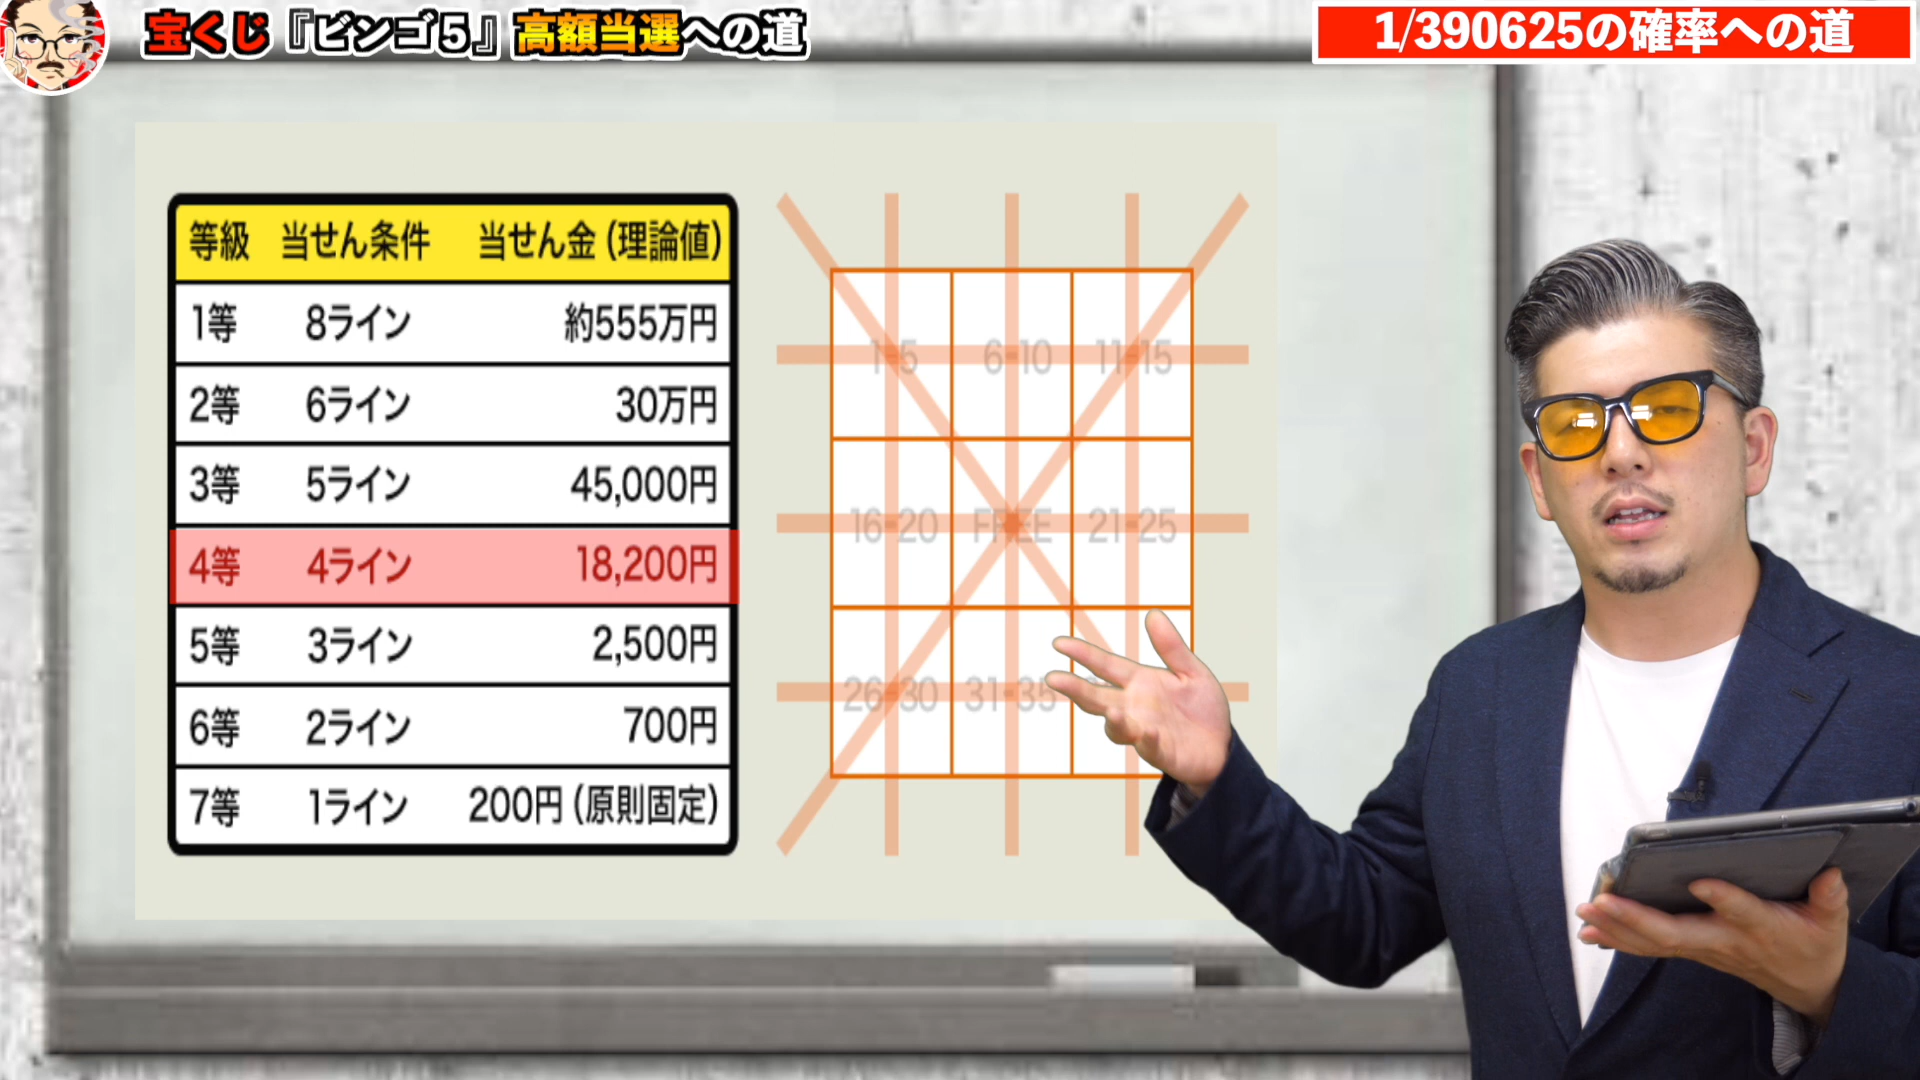 宝くじ『ビンゴ5』高額当選への道
1/390625の確率への道
等級 当せん条件 当せん金(理論値)
1等 8ライン 約555万円
2等 6ライン 30万円
3等 5ライン 45,000円
4等 4ライン 18,200円
5等 3ライン 2,500円
6等 2ライン 700円
7等 1ライン 200円(原則固定)
1-5 6-10 11-15
16-20 FREE 21-25
26-30 31-35